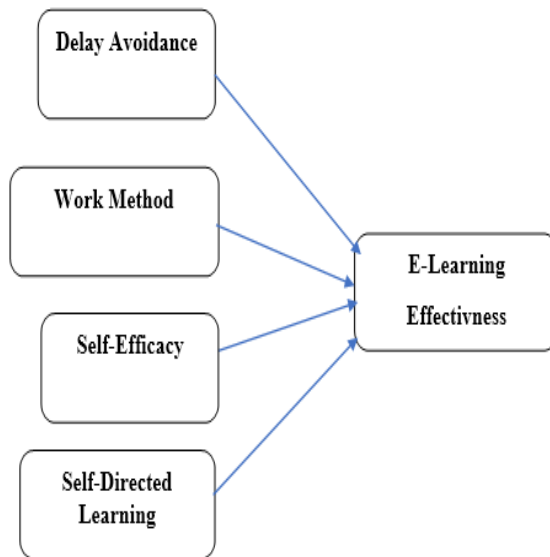 Delay Avoidance
Work Method
Self-Efficacy
Self-Directed
Learning
E-Learning
Effectivness